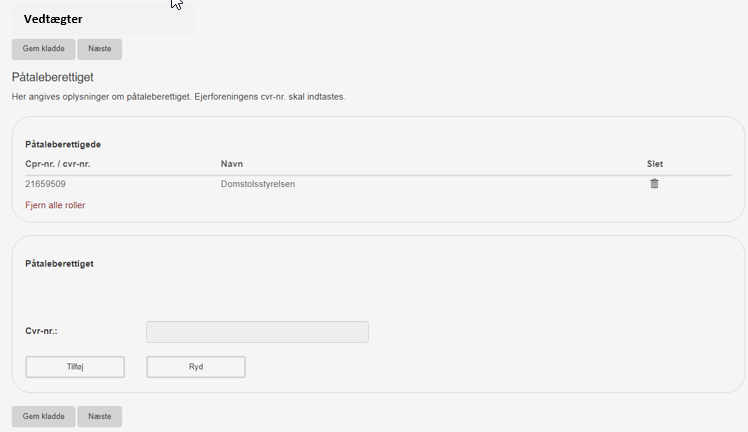 Vedtægter
Gem kladde Næste
Påtaleberettiget
Her angives oplysninger om påtaleberettiget. Ejerforeningens cvr-nr. skal indtastes.
Påtaleberettigede
Cpr-nr. / cvr-nr. Navn Slet
21659509 Domstolsstyrelsen
Fjern alle roller
Påtaleberettiget
Cvr-nr.:
Tilføj Ryd
Gem kladde Næste